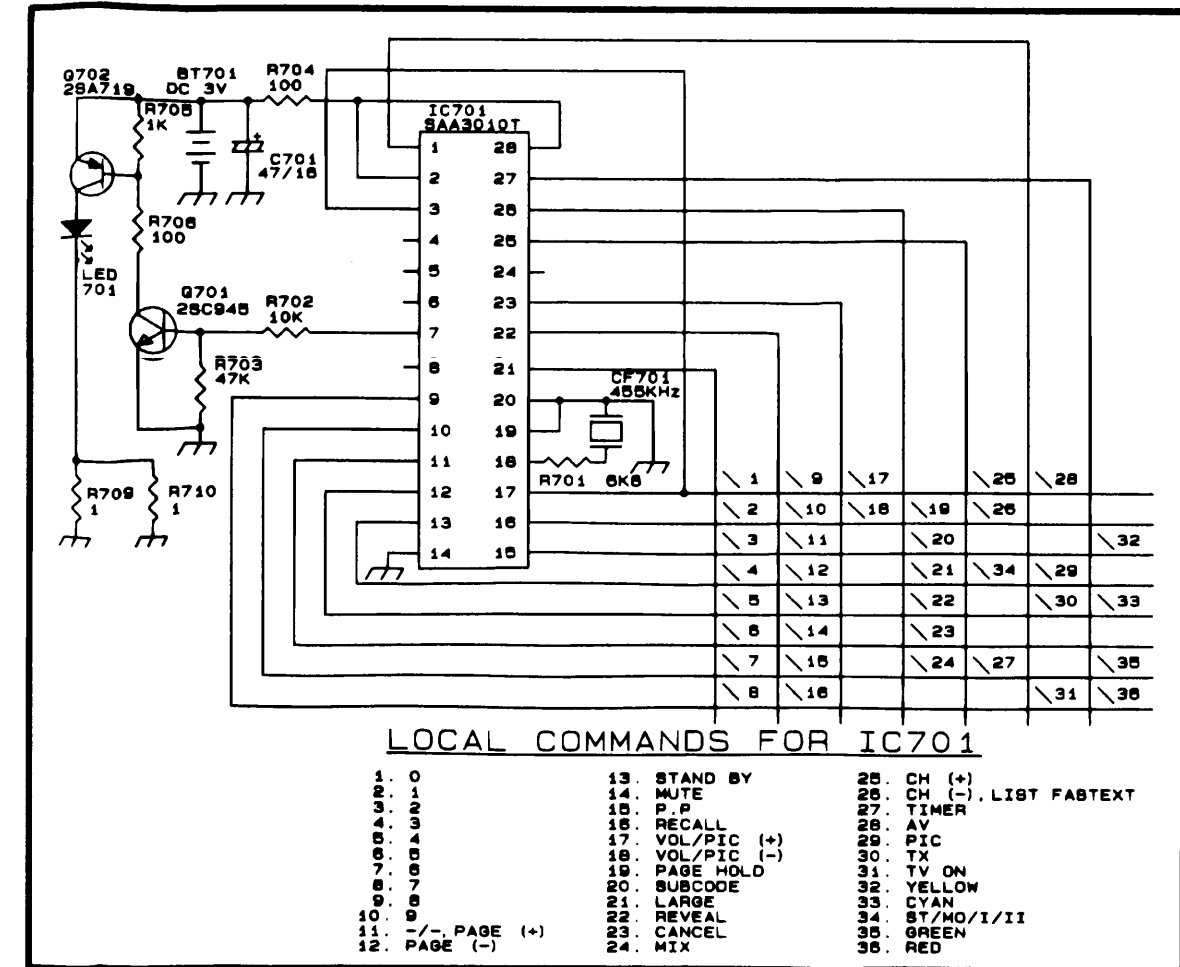 Q702
2SA719
BT701
DC 3V
R704
100
R705
1K
IC701
SAA3010T
C701
47/16
+
R706
100
LED
701
Q701
2SC945
R702
10K
R703
47K
CF701
455KHz
R701 6K8
R709
1
R710
1
1 28
2 27
3 26
4 25
5 24
6 23
7 22
8 21
9 20
10 19
11 18
12 17
13 16
14 15
1 9 17 25 28
2 10 18 19 26
3 11 20 32
4 12 21 34 29
5 13 22 30 33
6 14 23
7 15 24 27 35
8 16 31 36
LOCAL COMMANDS FOR IC701
1. 0
2. 1
3. 2
4. 3
5. 4
6. 5
7. 6
8. 7
9. 8
10. 9
11. -/-, PAGE (+)
12. PAGE (-)
13. STAND BY
14. MUTE
15. P.P
16. RECALL
17. VOL/PIC (+)
18. VOL/PIC (-)
19. PAGE HOLD
20. SUBCODE
21. LARGE
22. REVEAL
23. CANCEL
24. MIX
25. CH (+)
26. CH (-), LIST FASTEXT
27. TIMER
28. AV
29. PIC
30. TX
31. TV ON
32. YELLOW
33. CYAN
34. ST/MO/I/II
35. GREEN
36. RED